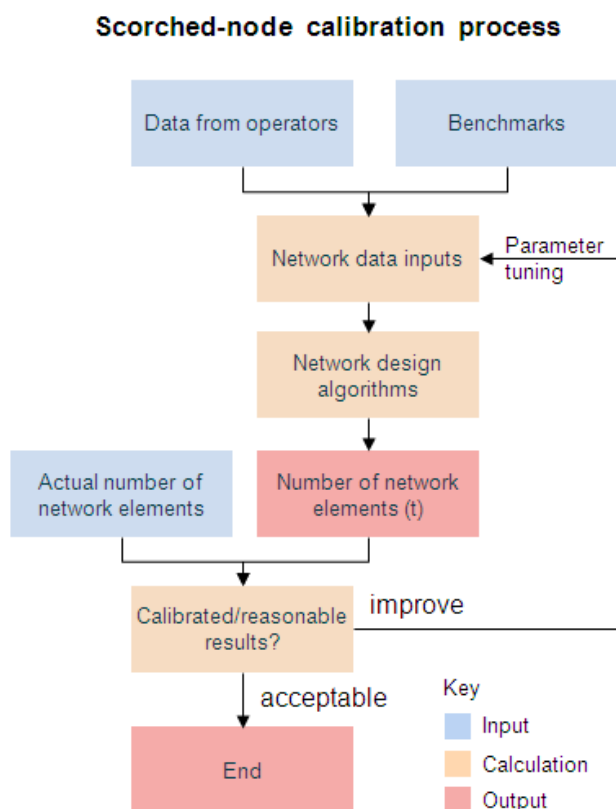 Scorched-node calibration process
Data from operators
Benchmarks
Network data inputs
Parameter
tuning
Network design
algorithms
Actual number of
network elements
Number of network
elements (t)
Calibrated/reasonable
results?
improve
acceptable
End
Key
Input
Calculation
Output